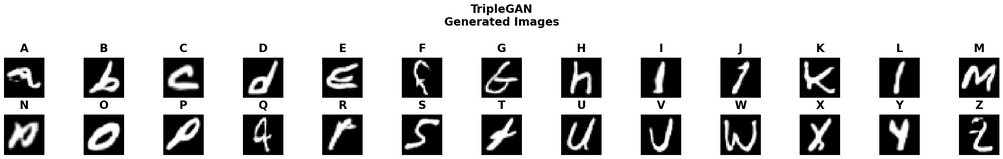 TripleGAN
Generated Images
A B C D E F G H I J K L M
a b c d e f G h I J K l M
N O P Q R S T U V W X Y Z
n O p q r S t U V W X Y Z